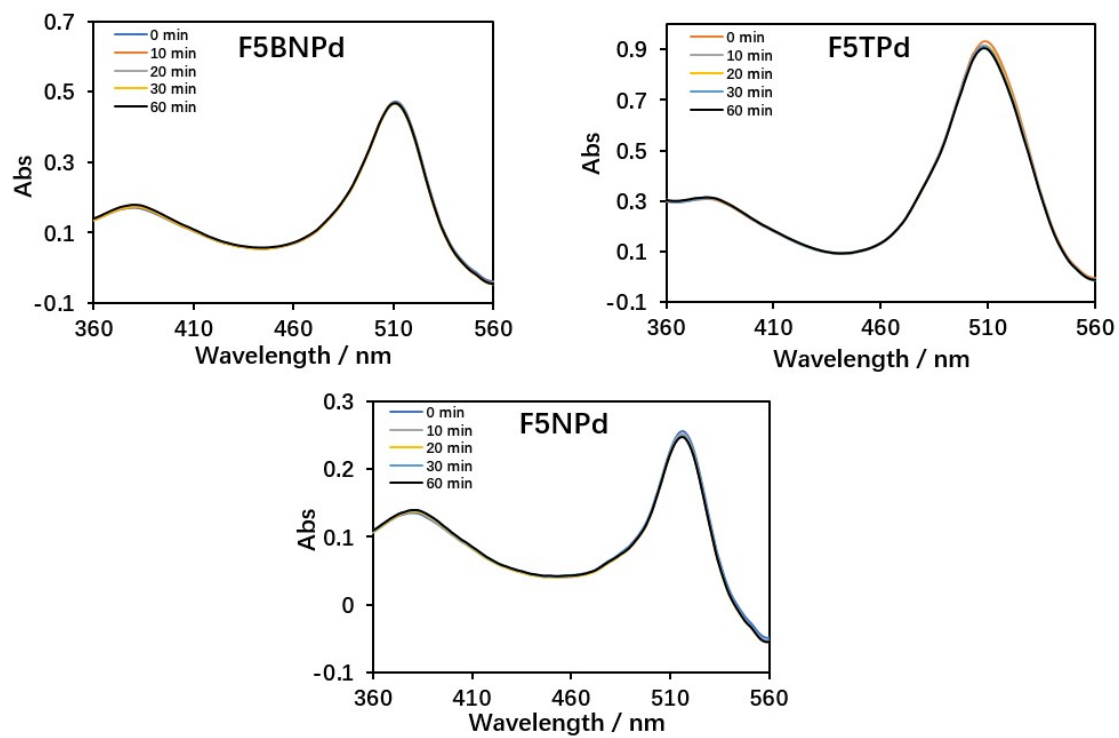 F5BNPd
0 min
10 min
20 min
30 min
60 min
0.7
0.5
0.3
0.1
-0.1
Abs
360
410
460
510
560
Wavelength / nm
F5TPd
0 min
10 min
20 min
30 min
60 min
0.9
0.7
0.5
0.3
0.1
-0.1
Abs
360
410
460
510
560
Wavelength / nm
F5NPd
0 min
10 min
20 min
30 min
60 min
0.3
0.2
0.1
0
-0.1
Abs
360
410
460
510
560
Wavelength / nm